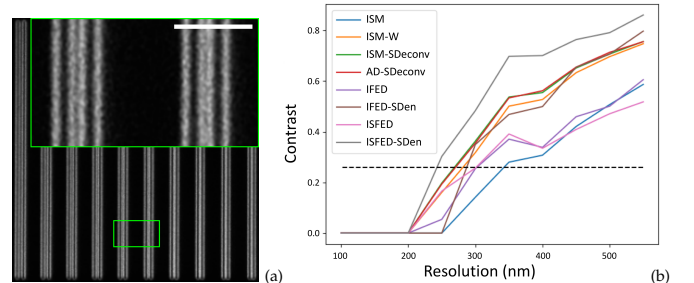 (a)
Contrast
0.8
0.6
0.4
0.2
0.0
ISM
ISM-W
ISM-SDeconv
AD-SDeconv
IFED
IFED-SDen
ISFED
ISFED-SDen
100 200 300 400 500
Resolution (nm)
(b)